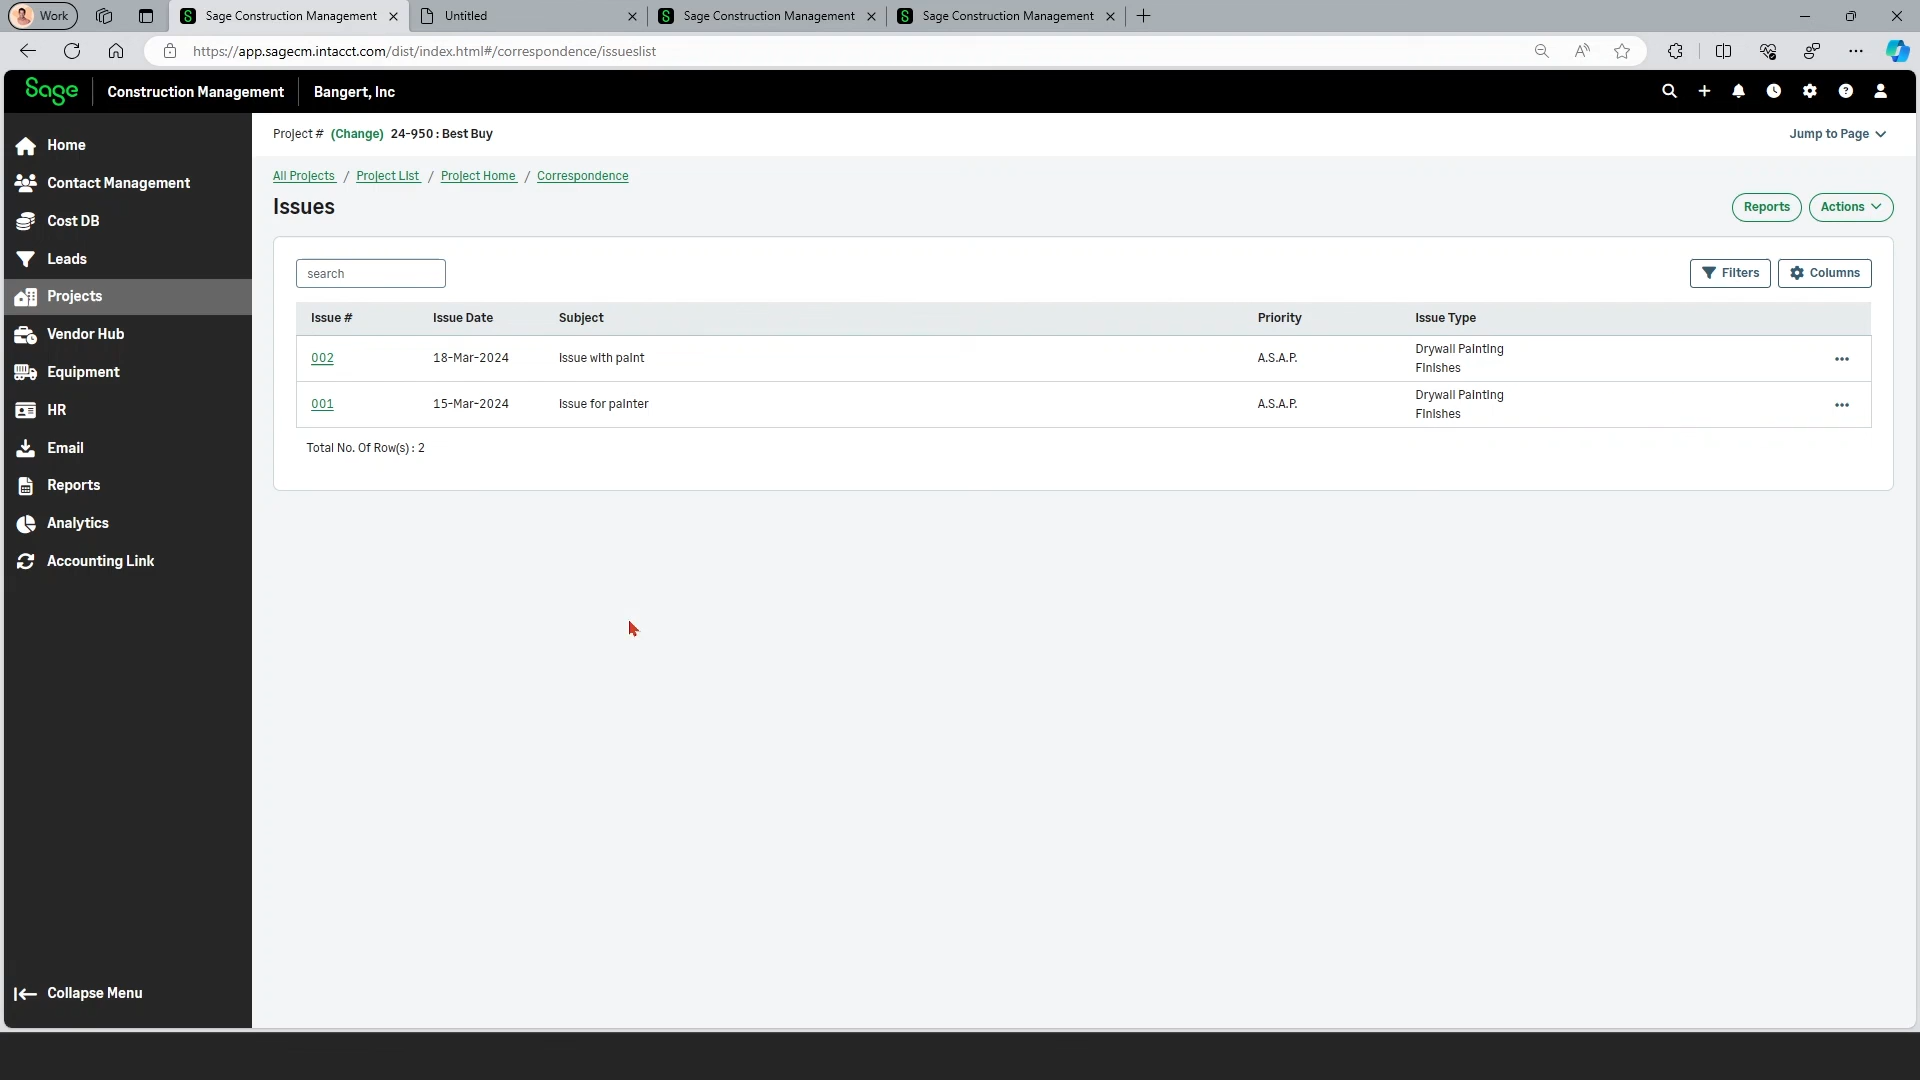 Work
Sage Construction Management
Untitled
Sage Construction Management
Sage Construction Management
https://app.sagecm.intacct.com/dist/index.html#/correspondence/issueslist
Sage
Construction Management
Bangert, Inc
Home
Contact Management
Cost DB
Leads
Projects
Vendor Hub
Equipment
HR
Email
Reports
Analytics
Accounting Link
Collapse Menu
Project # (Change) 24-950 : Best Buy
Jump to Page
All Projects / Project List / Project Home / Correspondence
Issues
Reports
Actions
search
Filters
Columns
Issue # Issue Date Subject Priority Issue Type
002 18-Mar-2024 Issue with paint A.S.A.P. Drywall Painting
Finishes
001 15-Mar-2024 Issue for painter A.S.A.P. Drywall Painting
Finishes
Total No. Of Row(s) : 2